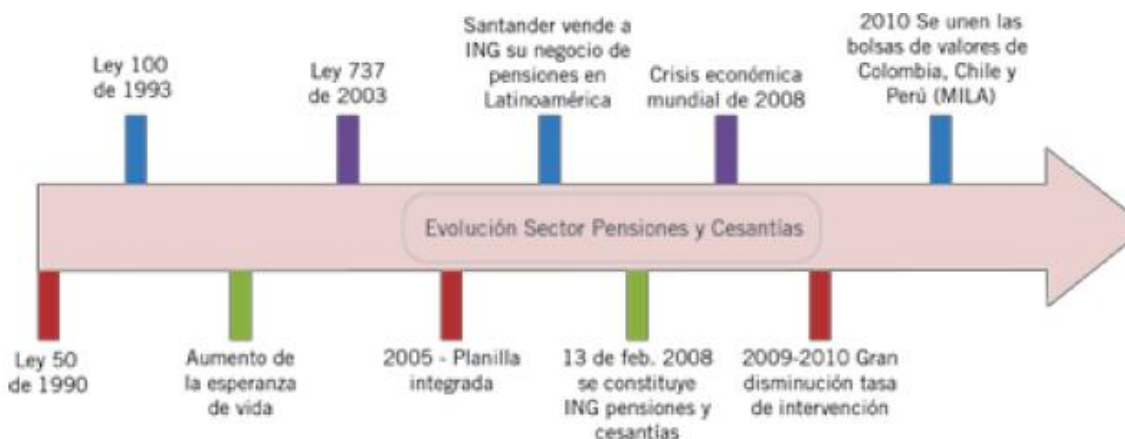 Ley 100
de 1993
Ley 737
de 2003
Santander vende a
ING su negocio de
pensiones en
Latinoamérica
Crisis económica
mundial de 2008
2010 Se unen las
bolsas de valores de
Colombia, Chile y
Perú (MILA)
Evolución Sector Pensiones y Cesantías
Ley 50
de 1990
Aumento de
la esperanza
de vida
2005 - Planilla
integrada
13 de feb. 2008
se constituye
ING pensiones y
cesantías
2009-2010 Gran
disminución tasa
de intervención